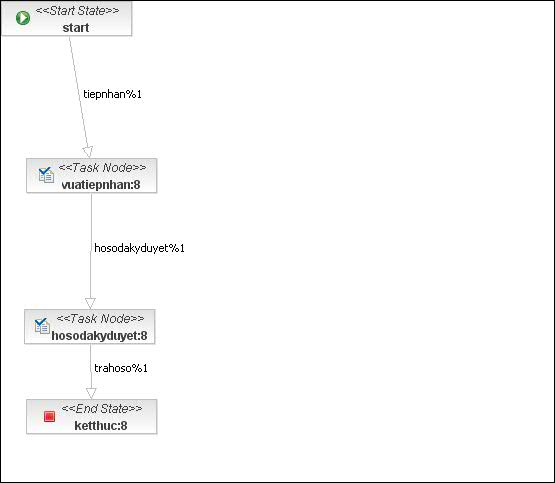 <<Start State>>
start
tiepnhan%1
<<Task Node>>
vuatiepnhan:8
hosodakyduyet%1
<<Task Node>>
hosodakyduyet:8
trahoso%1
<<End State>>
ketthuc:8